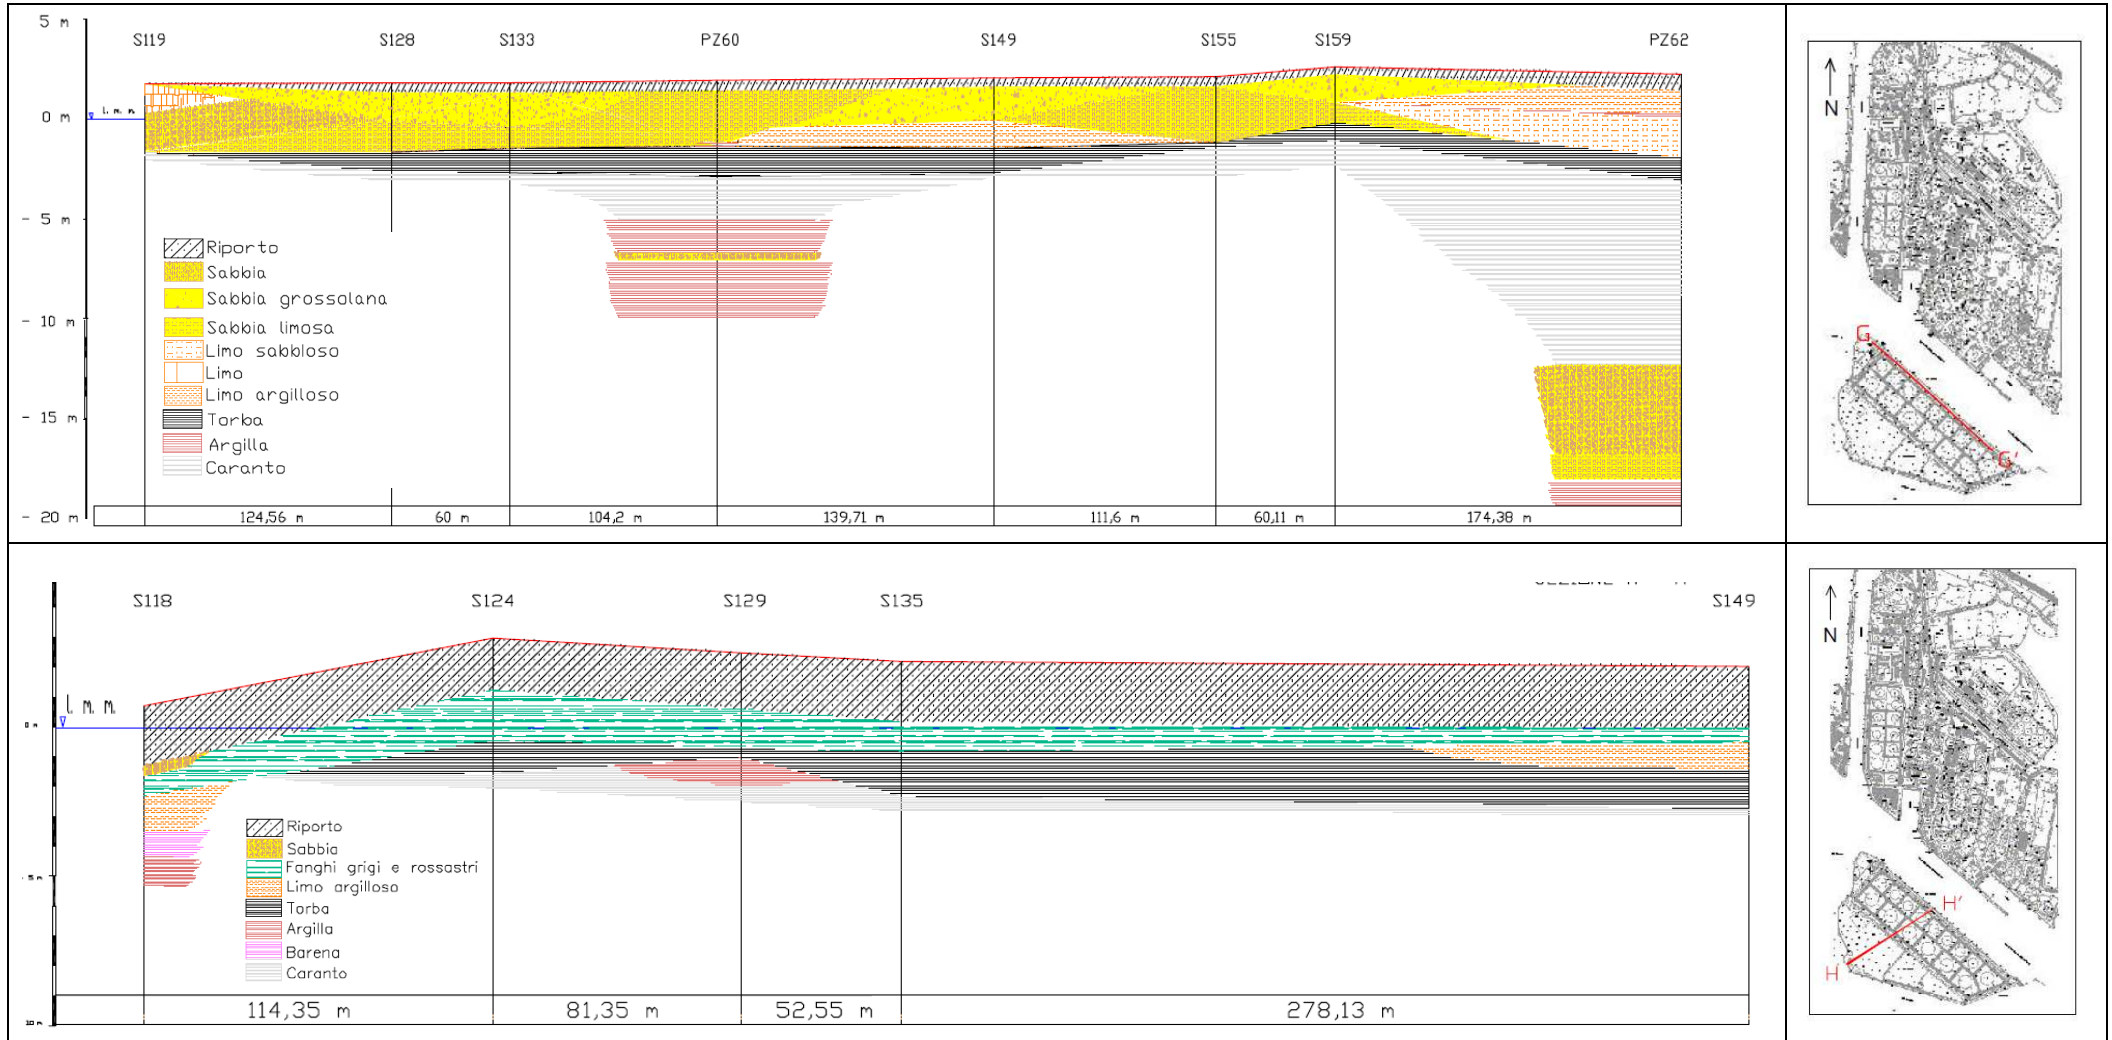 5 m
S119 S128 S133 PZ60 S149 S155 S159 PZ62
l. m. m.
0 m
- 5 m
- 10 m
- 15 m
- 20 m
Riporto
Sabbia
Sabbia grossolana
Sabbia limosa
Limo sabbioso
Limo
Limo argilloso
Torba
Argilla
Caranto
124,56 m 60 m 104,2 m 139,71 m 111,6 m 60,11 m 174,38 m
N
G
G'
S118 S124 S129 S135 S149
l. m. m.
0 m
- 5 m
Riporto
Sabbia
Fanghi grigi e rossastri
Limo argilloso
Torba
Argilla
Barena
Caranto
114,35 m 81,35 m 52,55 m 278,13 m
10 m
N
H'
H